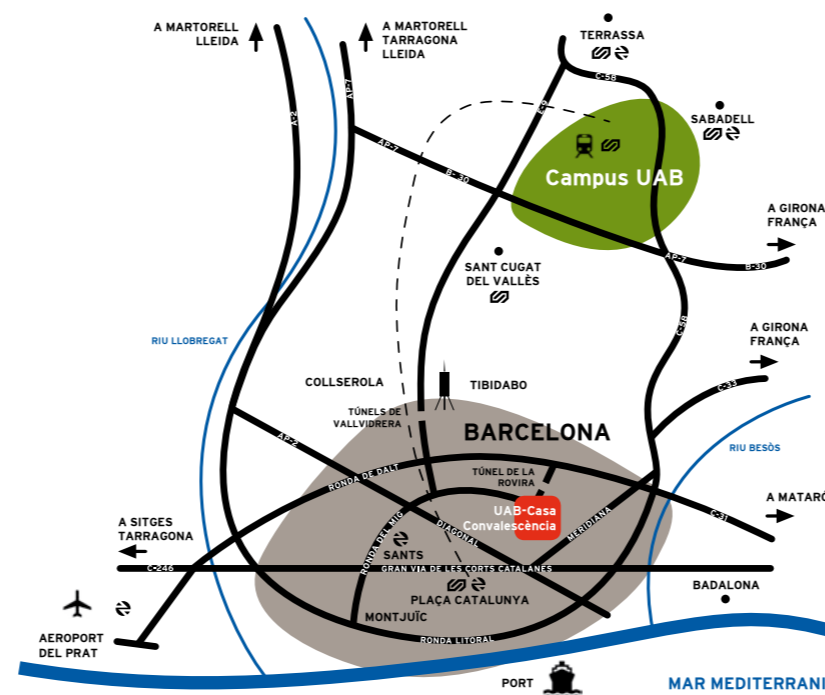 A MARTORELL
LLEIDA
A MARTORELL
TARRAGONA
LLEIDA
TERRASSA
C-58
SABADELL
A-2
AP-7
E-9
AP-7
B-30
Campus UAB
A GIRONA
FRANÇA
AP-7
B-30
SANT CUGAT
DEL VALLÈS
C-58
RIU LLOBREGAT
A GIRONA
FRANÇA
C-33
COLLSEROLA
TIBIDABO
TÚNELS DE
VALLVIDRERA
BARCELONA
RIU BESÒS
AP-2
RONDA DE DALT
TÚNEL DE LA
ROVIRA
A MATARÓ
C-31
UAB-Casa
Convalescència
A SITGES
TARRAGONA
RONDA DEL MIG
DIAGONAL
MERIDIANA
SANTS
C-246
GRAN VIA DE LES CORTS CATALANES
PLAÇA CATALUNYA
BADALONA
MONTJUÏC
AEROPORT
DEL PRAT
RONDA LITORAL
PORT
MAR MEDITERRANI